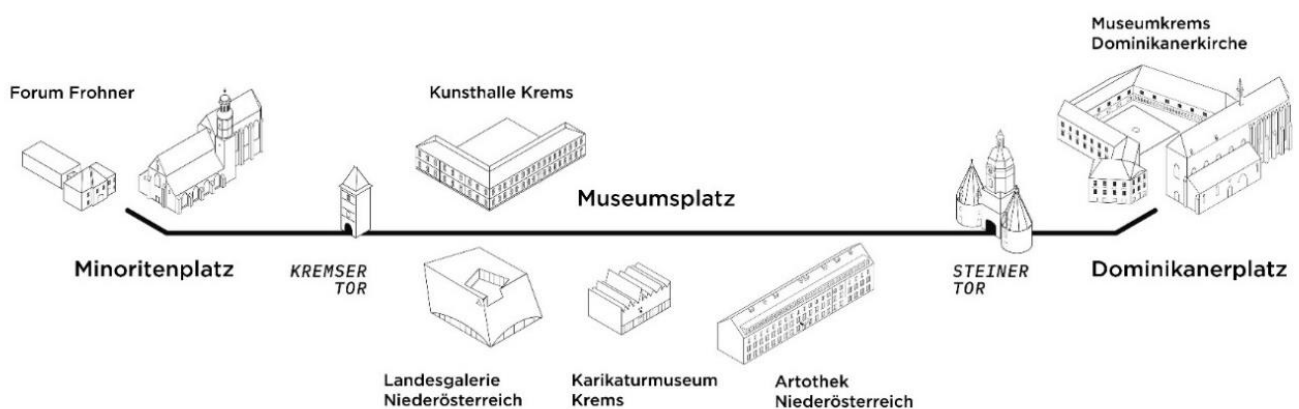 Museumkrems
Dominikanerkirche
Forum Frohner
Kunsthalle Krems
Museumsplatz
Minoritenplatz
KREMSER
TOR
STEINER
TOR
Dominikanerplatz
Landesgalerie
Niederösterreich
Karikaturmuseum
Krems
Artothek
Niederösterreich